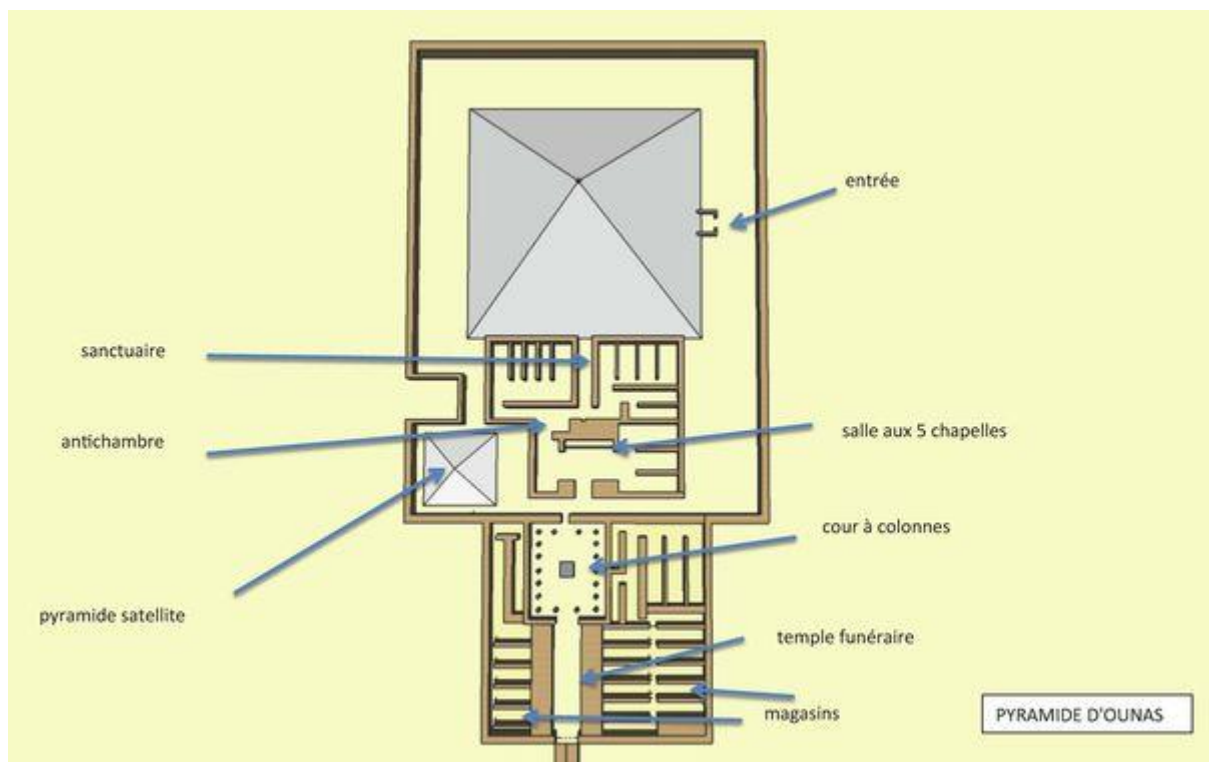 entrée
sanctuaire
salle aux 5 chapelles
antichambre
cour à colonnes
pyramide satellite
temple funéraire
magasins
PYRAMIDE D'OUNAS